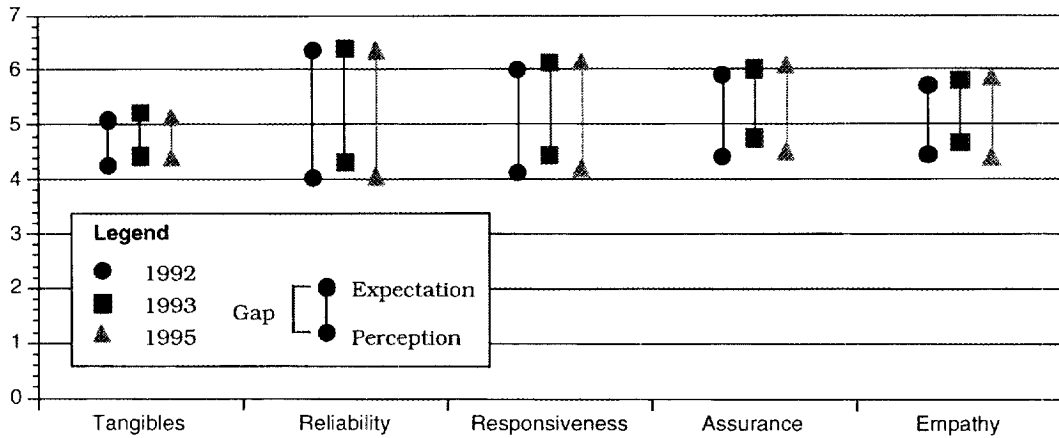 7
6
5
4
3
2
1
0
Legend
1992
1993
1995
Gap
Expectation
Perception
Tangibles Reliability Responsiveness Assurance Empathy